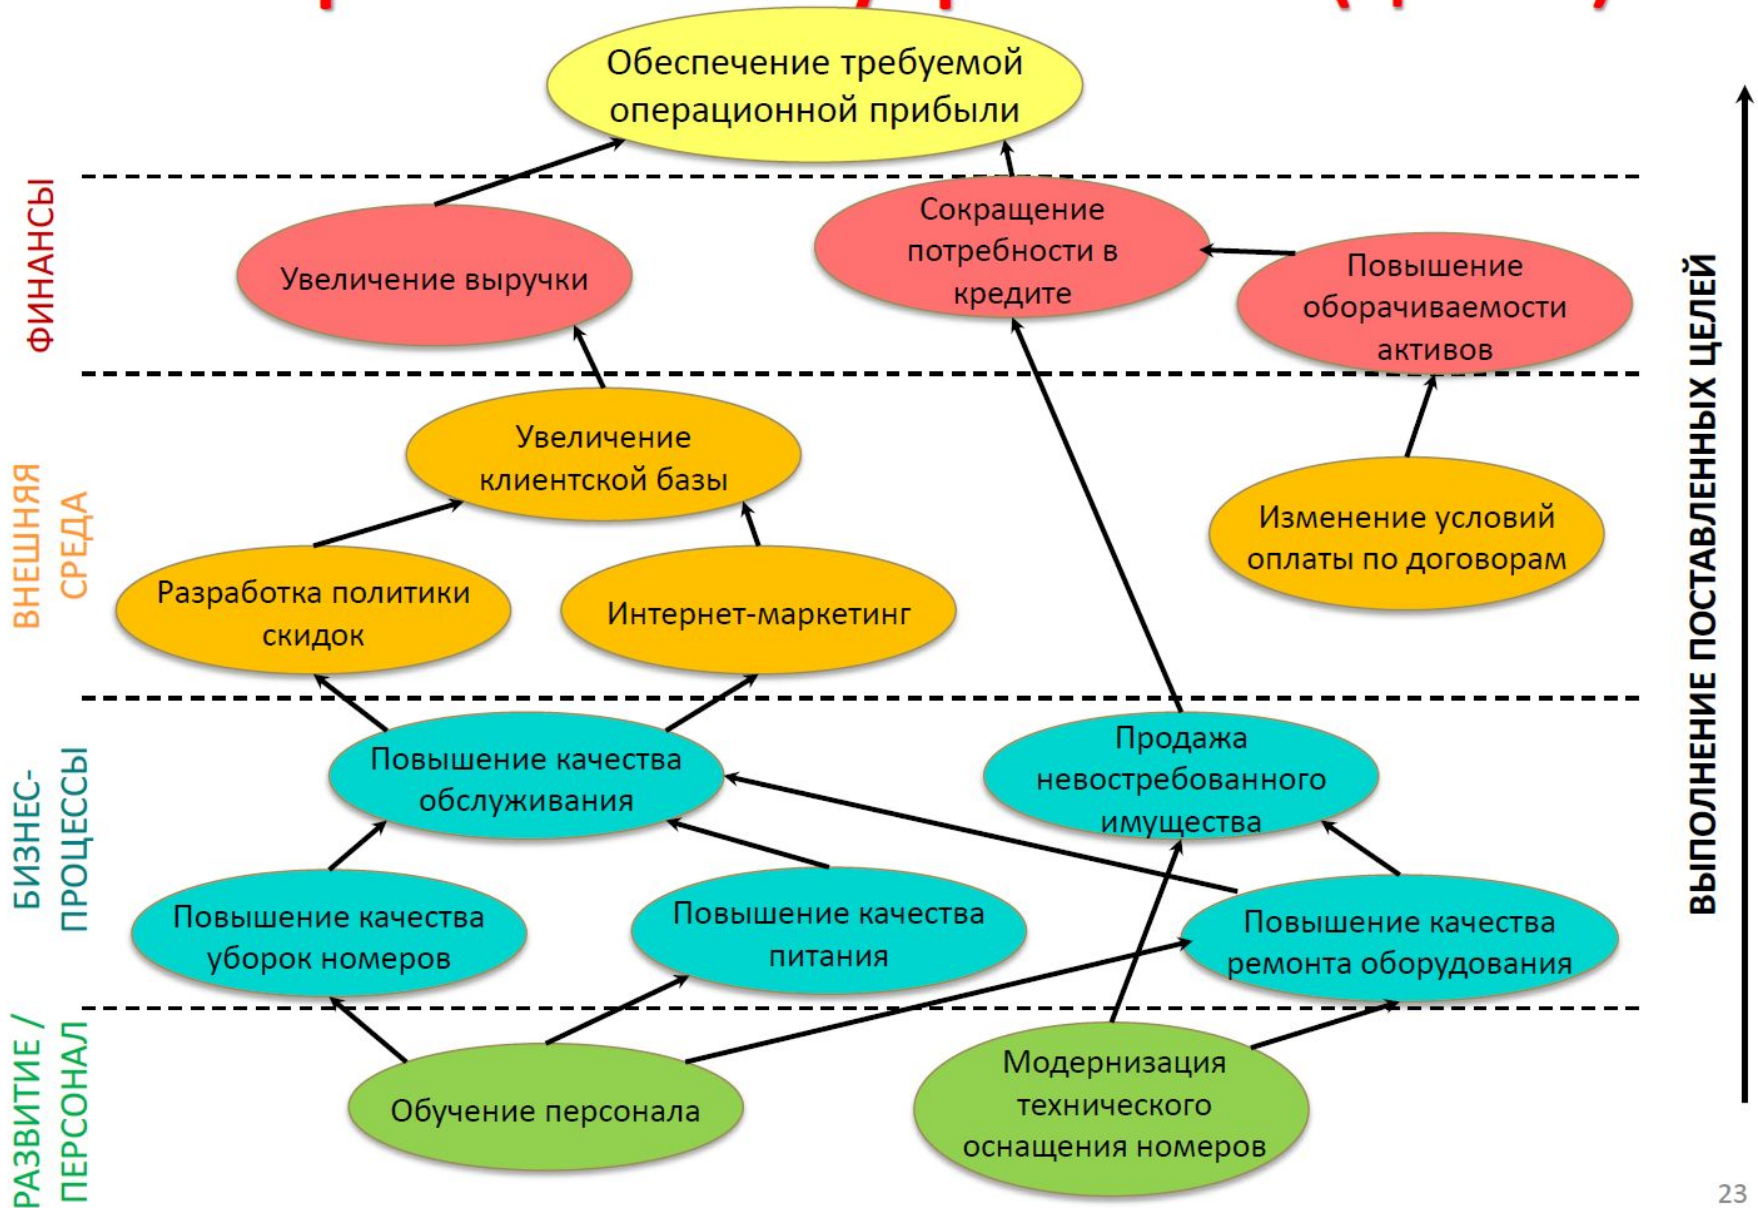 Обеспечение требуемой
операционной прибыли
ФИНАНСЫ
Увеличение выручки
Сокращение
потребности в
кредите
Повышение
оборачиваемости
активов
ВНЕШНЯЯ
СРЕДА
Увеличение
клиентской базы
Изменение условий
оплаты по договорам
Разработка политики
скидок
Интернет-маркетинг
БИЗНЕС-
ПРОЦЕССЫ
Повышение качества
обслуживания
Продажа
невостребованного
имущества
Повышение качества
уборок номеров
Повышение качества
питания
Повышение качества
ремонта оборудования
РАЗВИТИЕ /
ПЕРСОНАЛ
Обучение персонала
Модернизация
технического
оснащения номеров
ВЫПОЛНЕНИЕ ПОСТАВЛЕННЫХ ЦЕЛЕЙ
23